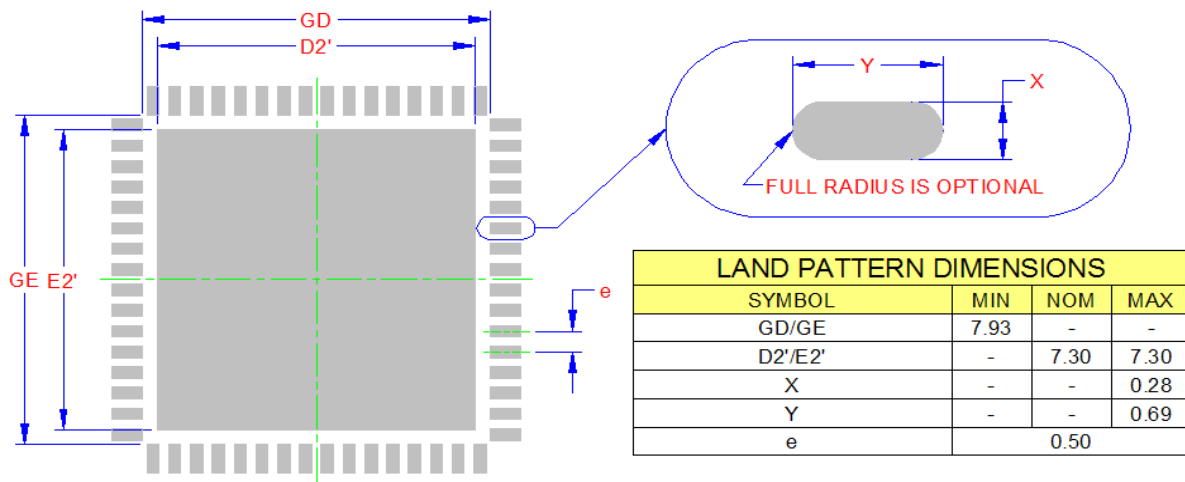 GD
D2'
GE
E2'
e
Y
X
FULL RADIUS IS OPTIONAL
LAND PATTERN DIMENSIONS
SYMBOL MIN NOM MAX
GD/GE 7.93 - -
D2'/E2' - 7.30 7.30
X - - 0.28
Y - - 0.69
e 0.50